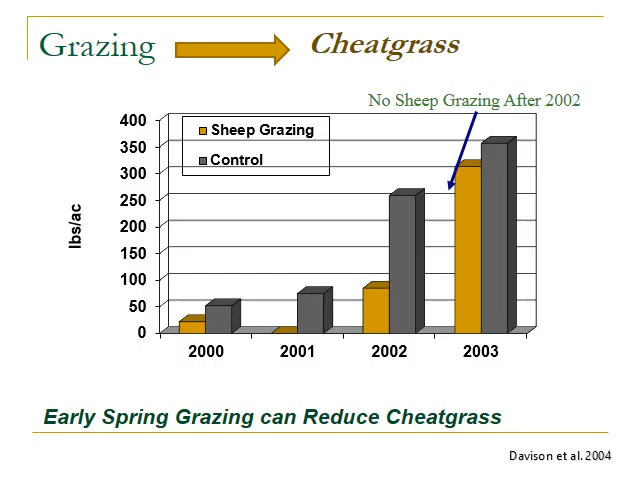 Grazing
Cheatgrass
No Sheep Grazing After 2002
400
350
300
250
200
150
100
50
0
lbs/ac
Sheep Grazing
Control
2000 2001 2002 2003
Early Spring Grazing can Reduce Cheatgrass
Davison et al. 2004